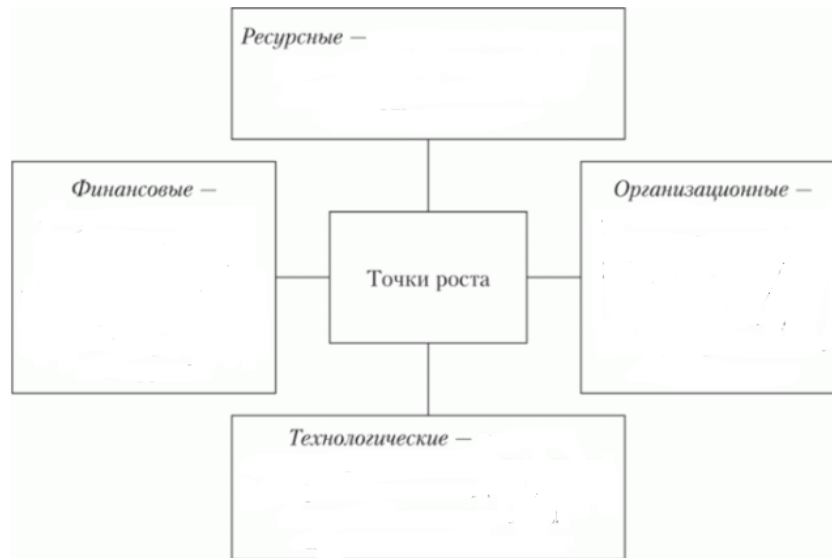 Ресурсные —
Финансовые —
Организационные —
Точки роста
Технологические —